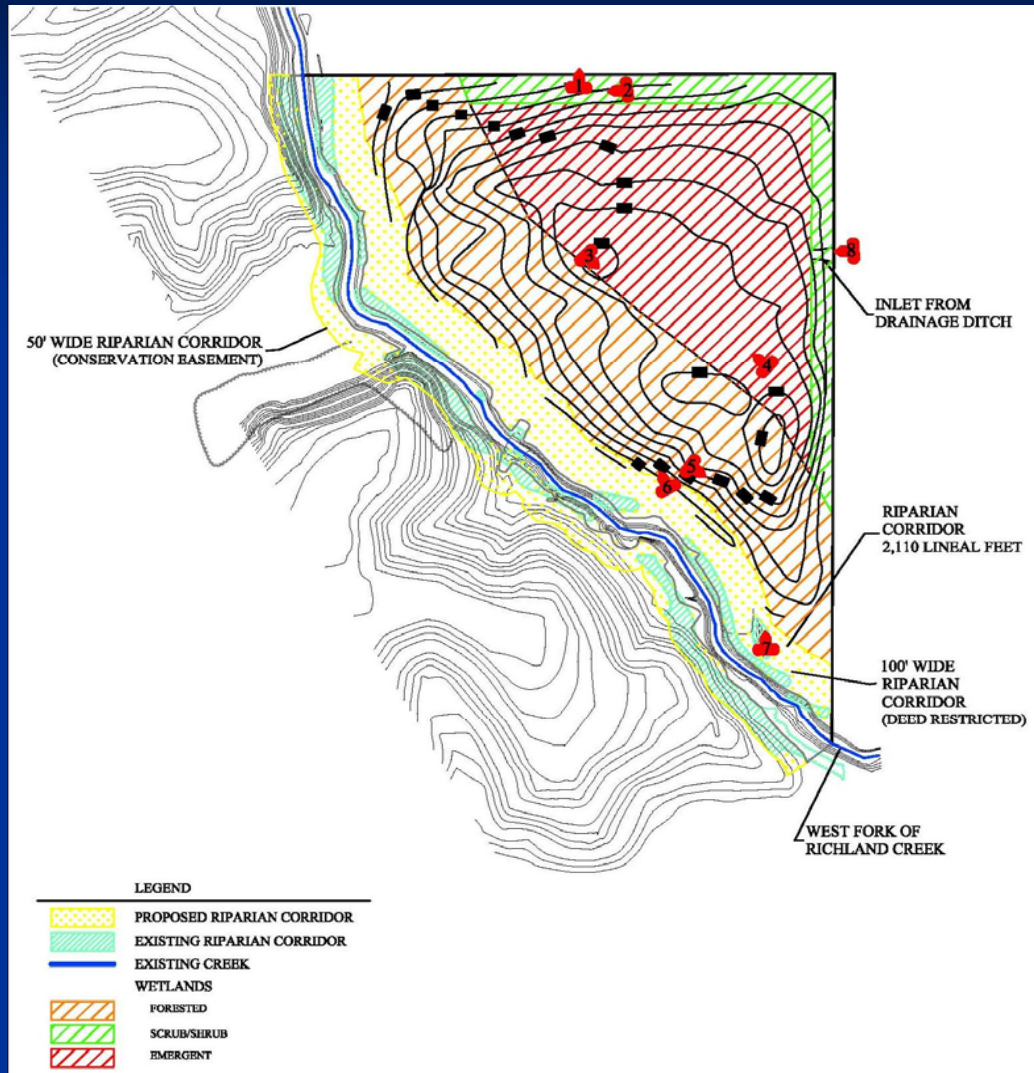 1
2
3
8
INLET FROM
DRAINAGE DITCH
50' WIDE RIPARIAN CORRIDOR
(CONSERVATION EASEMENT)
4
5
6
RIPARIAN
CORRIDOR
2,110 LINEAL FEET
7
100' WIDE
RIPARIAN
CORRIDOR
(DEED RESTRICTED)
WEST FORK OF
RICHLAND CREEK
LEGEND
PROPOSED RIPARIAN CORRIDOR
EXISTING RIPARIAN CORRIDOR
EXISTING CREEK
WETLANDS
FORESTED
SCRUB/SHRUB
EMERGENT